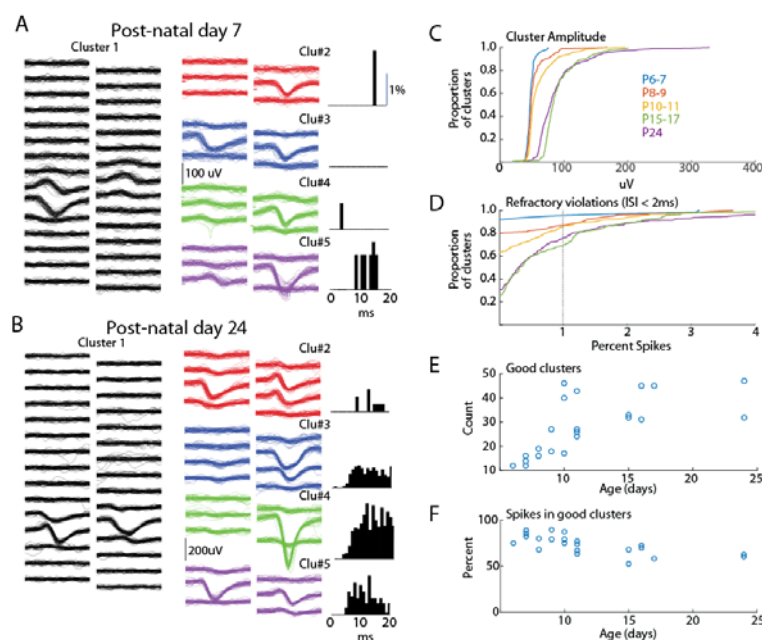 A
Post-natal day 7
Cluster 1
Clu#2
1%
Clu#3
100 uV
Clu#4
Clu#5
0 10 20
ms
B
Post-natal day 24
Cluster 1
Clu#2
Clu#3
Clu#4
200uV
Clu#5
0 10 20
ms
C
Cluster Amplitude
Proportion
of clusters
1.0
0.8
0.6
0.4
0.2
P6-7
P8-9
P10-11
P15-17
P24
0 100 200 300 400
uV
D
Refractory violations (ISI < 2ms)
Proportion
of clusters
1.0
0.8
0.6
0.4
0.2
1 2 3 4
Percent Spikes
E
Good clusters
Count
50
40
30
20
10
5 10 15 20 25
Age (days)
F
Spikes in good clusters
Percent
100
50
0
5 10 15 20 25
Age (days)